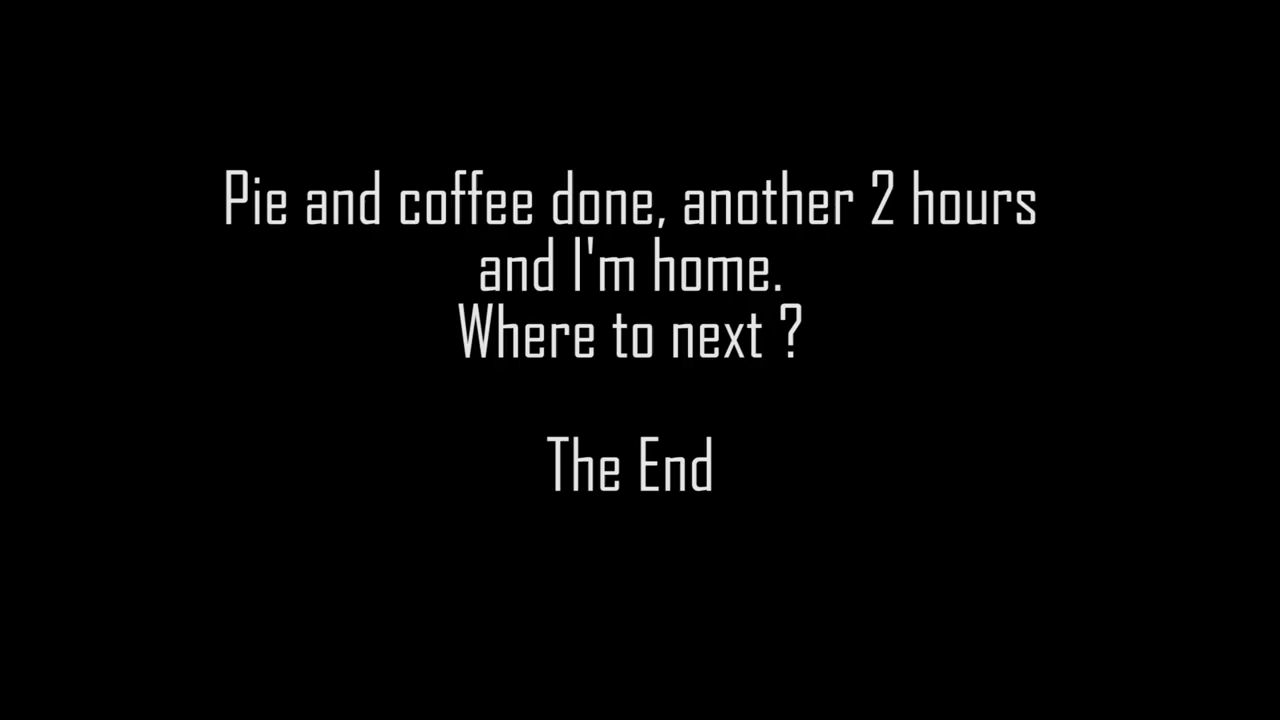 Pie and coffee done, another 2 hours
and I'm home.
Where to next ?
The End